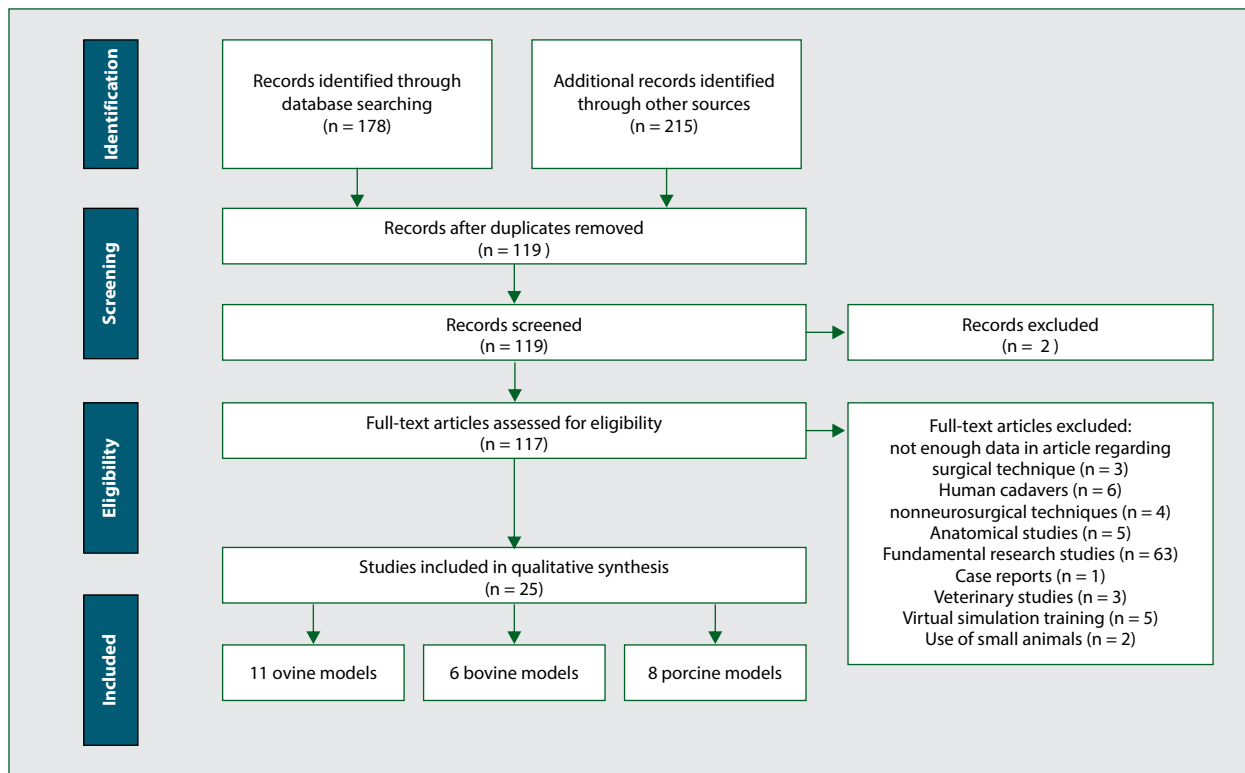 Identification
Records identified through
database searching
(n = 178)
Additional records identified
through other sources
(n = 215)
Screening
Records after duplicates removed
(n = 119 )
Records screened
(n = 119)
Records excluded
(n =  2 )
Eligibility
Full-text articles assessed for eligibility
(n = 117)
Full-text articles excluded:
not enough data in article regarding
surgical technique (n = 3)
Human cadavers (n = 6)
nonneurosurgical techniques (n = 4)
Anatomical studies (n = 5)
Fundamental research studies (n = 63)
Case reports (n = 1)
Veterinary studies (n = 3)
Virtual simulation training (n = 5)
Use of small animals (n = 2)
Included
Studies included in qualitative synthesis
(n = 25)
11 ovine models
6 bovine models
8 porcine models